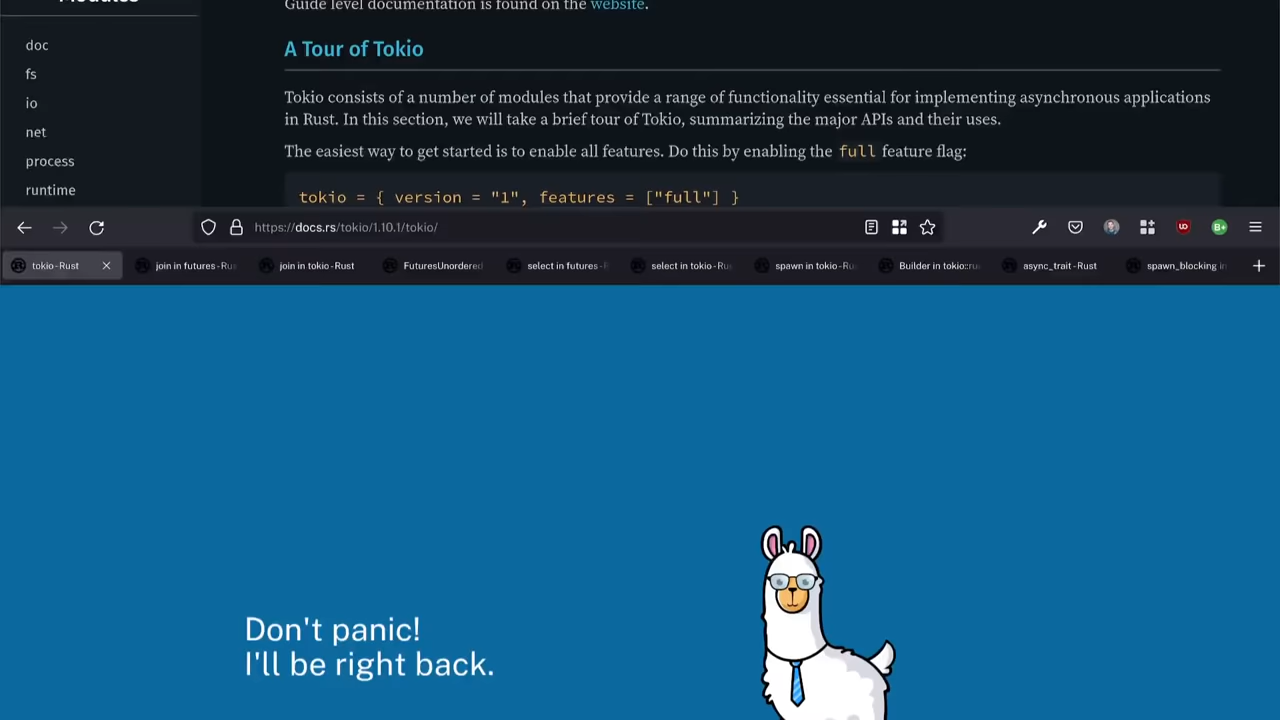 Modules
Guide level documentation is found on the website.
doc
fs
io
net
process
runtime
A Tour of Tokio
Tokio consists of a number of modules that provide a range of functionality essential for implementing asynchronous applications
in Rust. In this section, we will take a brief tour of Tokio, summarizing the major APIs and their uses.
The easiest way to get started is to enable all features. Do this by enabling the full feature flag:
tokio = { version = "1", features = ["full"] }
https://docs.rs/tokio/1.10.1/tokio/
tokio - Rust
join in futures - Rus
join in tokio - Rust
FuturesUnordered
select in futures - R
select in tokio - Rus
spawn in tokio - Rus
Builder in tokio::ru
async_trait - Rust
spawn_blocking in
Don't panic!
I'll be right back.